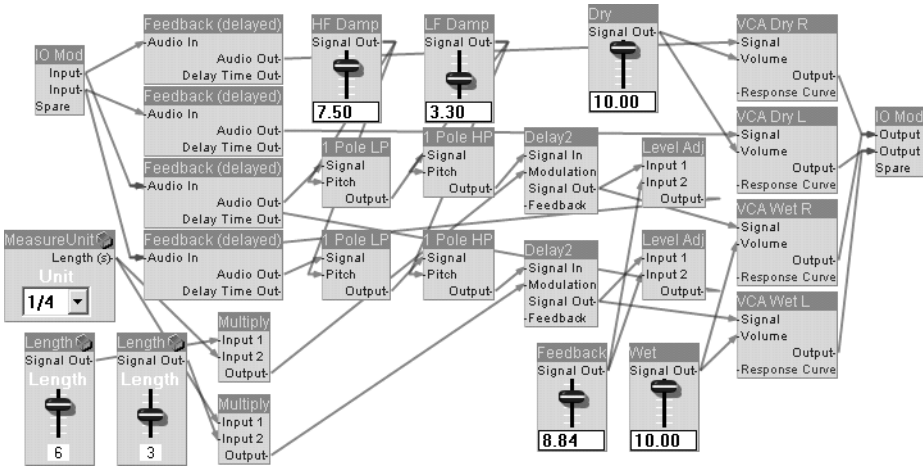 IO Mod
Input
Input
Spare
Feedback (delayed)
Audio In
Audio Out
Delay Time Out
Feedback (delayed)
Audio In
Audio Out
Feedback (delayed)
Audio In
Audio Out
Delay Time Out
Feedback (delayed)
Audio In
Audio Out
Delay Time Out
HF Damp
Signal Out
7.50
LF Damp
Signal Out
3.30
Dry
Signal Out
10.00
VCA Dry R
Signal
Volume
Output
Response Curve
VCA Dry L
Signal
Volume
Output
Response Curve
IO Mod
Output
Output
Spare
1 Pole LP
Signal
Pitch
Output
1 Pole HP
Signal
Pitch
Output
Delay2
Signal In
Modulation
Signal Out
Feedback
Level Adj
Input 1
Input 2
Output
VCA Wet R
Signal
Volume
Output
Response Curve
1 Pole LP
Signal
Pitch
Output
1 Pole HP
Signal
Pitch
Output
Delay2
Signal In
Modulation
Signal Out
Feedback
Level Adj
Input 1
Input 2
Output
VCA Wet L
Signal
Volume
Output
Response Curve
MeasureUnit
Length (s)
Unit
1/4
Length
Signal Out
Length
6
Length
Signal Out
Length
3
Multiply
Input 1
Input 2
Output
Multiply
Input 1
Input 2
Output
Feedback
Signal Out
8.84
Wet
Signal Out
10.00